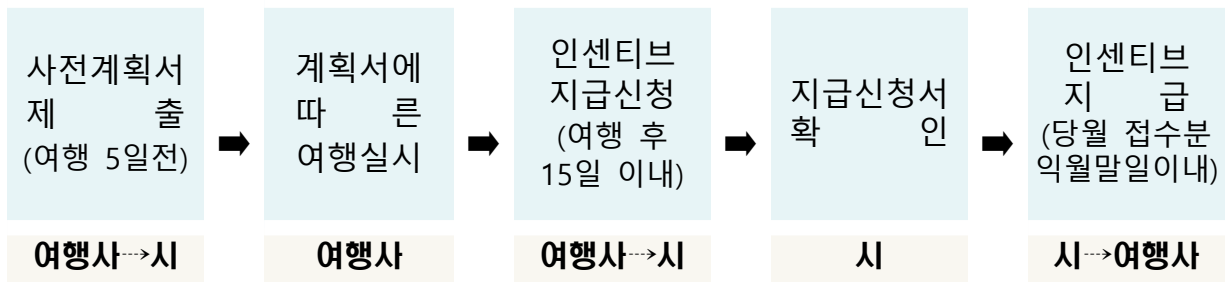 사전계획서
제 출
(여행 5일전)
여행사→시
계획서에
따 른
여행실시
여행사
인센티브
지급신청
(여행 후
15일 이내)
여행사→시
지급신청서
확 인
시
인센티브
지 급
(당월 접수분
익월말일이내)
시→여행사